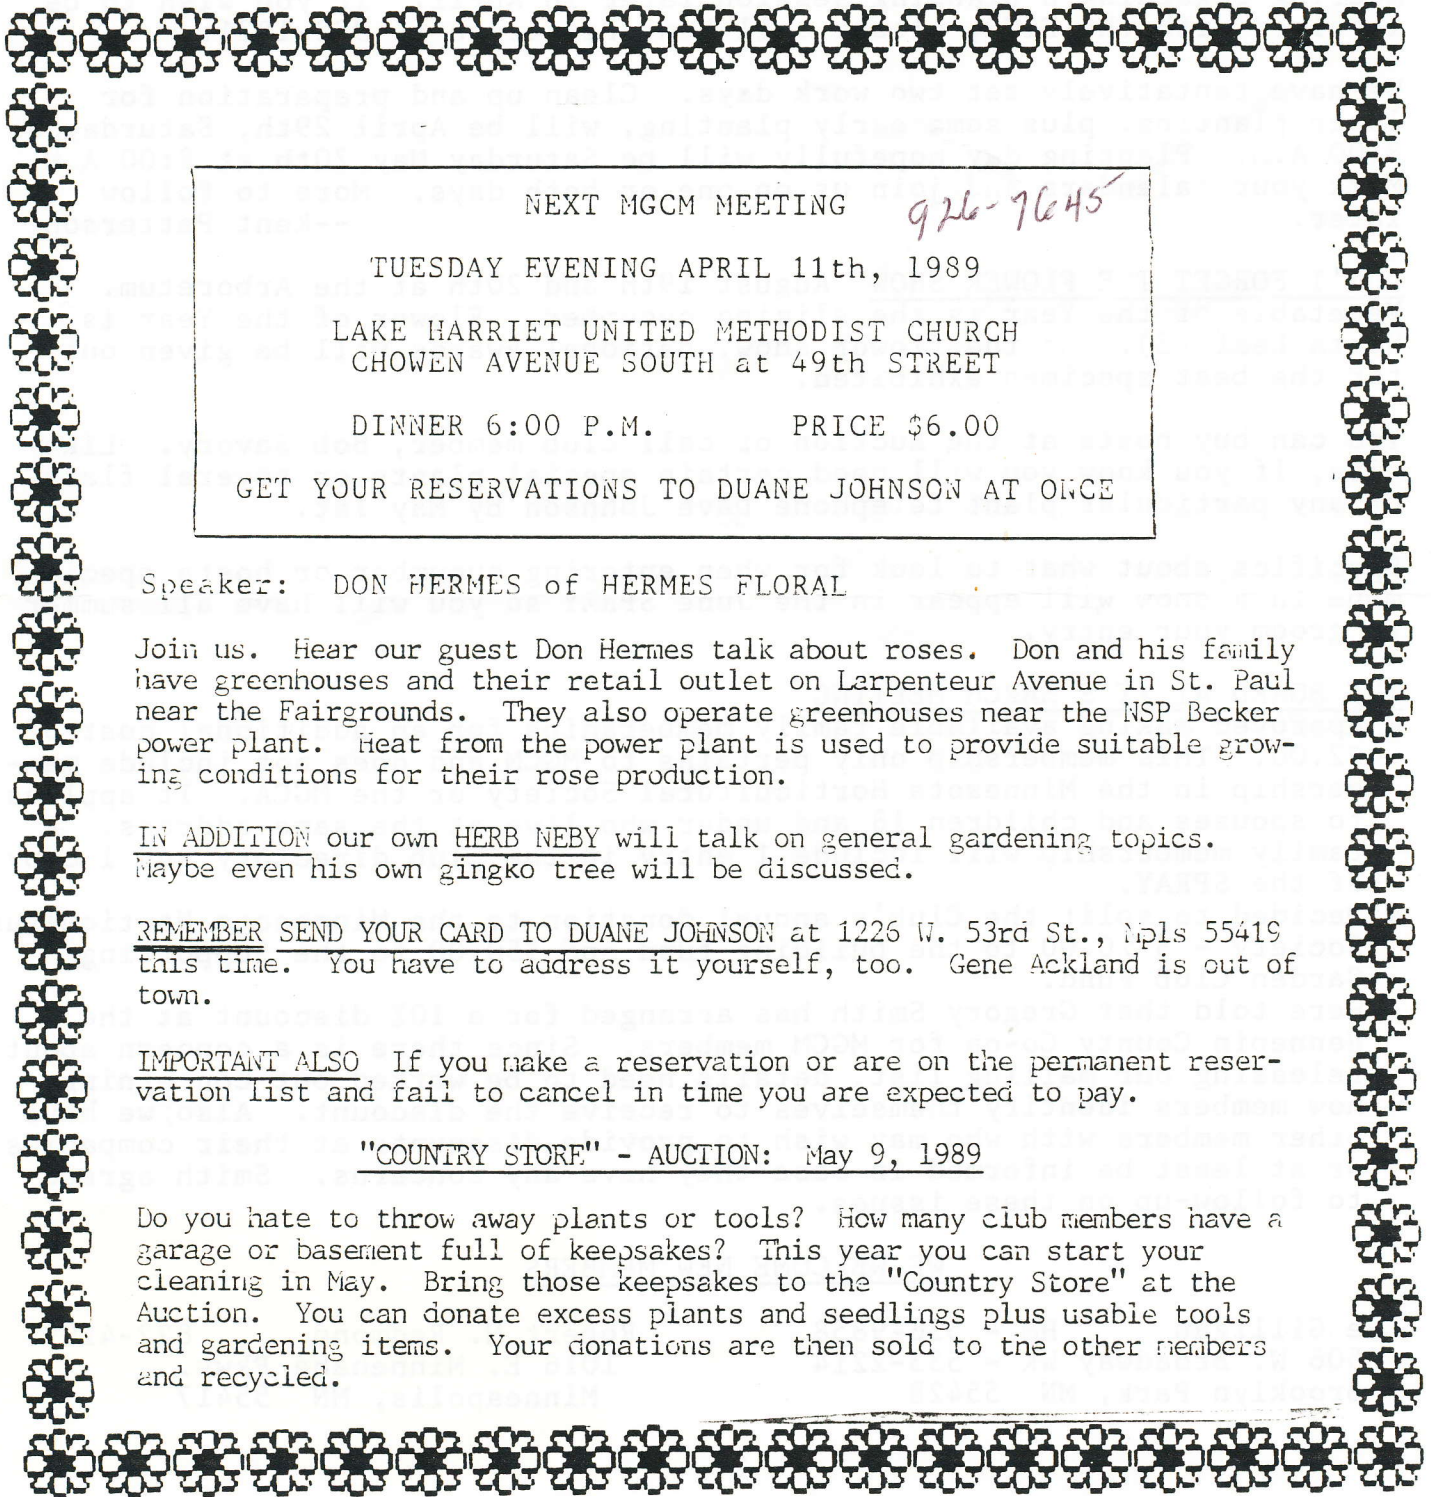 NEXT MGCM MEETING 926-7645
TUESDAY EVENING APRIL 11th, 1989
LAKE HARRIET UNITED METHODIST CHURCH
CHOWEN AVENUE SOUTH at 49th STREET
DINNER 6:00 P.M. PRICE $6.00
GET YOUR RESERVATIONS TO DUANE JOHNSON AT ONCE
Speaker: DON HERMES of HERMES FLORAL
Join us. Hear our guest Don Hermes talk about roses. Don and his family
have greenhouses and their retail outlet on Larpenteur Avenue in St. Paul
near the Fairgrounds. They also operate greenhouses near the NSP Becker
power plant. Heat from the power plant is used to provide suitable grow-
ing conditions for their rose production.
IN ADDITION our own HERB NEBY will talk on general gardening topics.
Maybe even his own gingko tree will be discussed.
REMEMBER SEND YOUR CARD TO DUANE JOHNSON at 1226 W. 53rd St., Mpls 55419
this time. You have to address it yourself, too. Gene Ackland is out of
town.
IMPORTANT ALSO If you make a reservation or are on the permanent reser-
vation list and fail to cancel in time you are expected to pay.
"COUNTRY STORE" - AUCTION: May 9, 1989
Do you hate to throw away plants or tools? How many club members have a
garage or basement full of keepsakes? This year you can start your
cleaning in May. Bring those keepsakes to the "Country Store" at the
Auction. You can donate excess plants and seedlings plus usable tools
and gardening items. Your donations are then sold to the other members
and recycled.